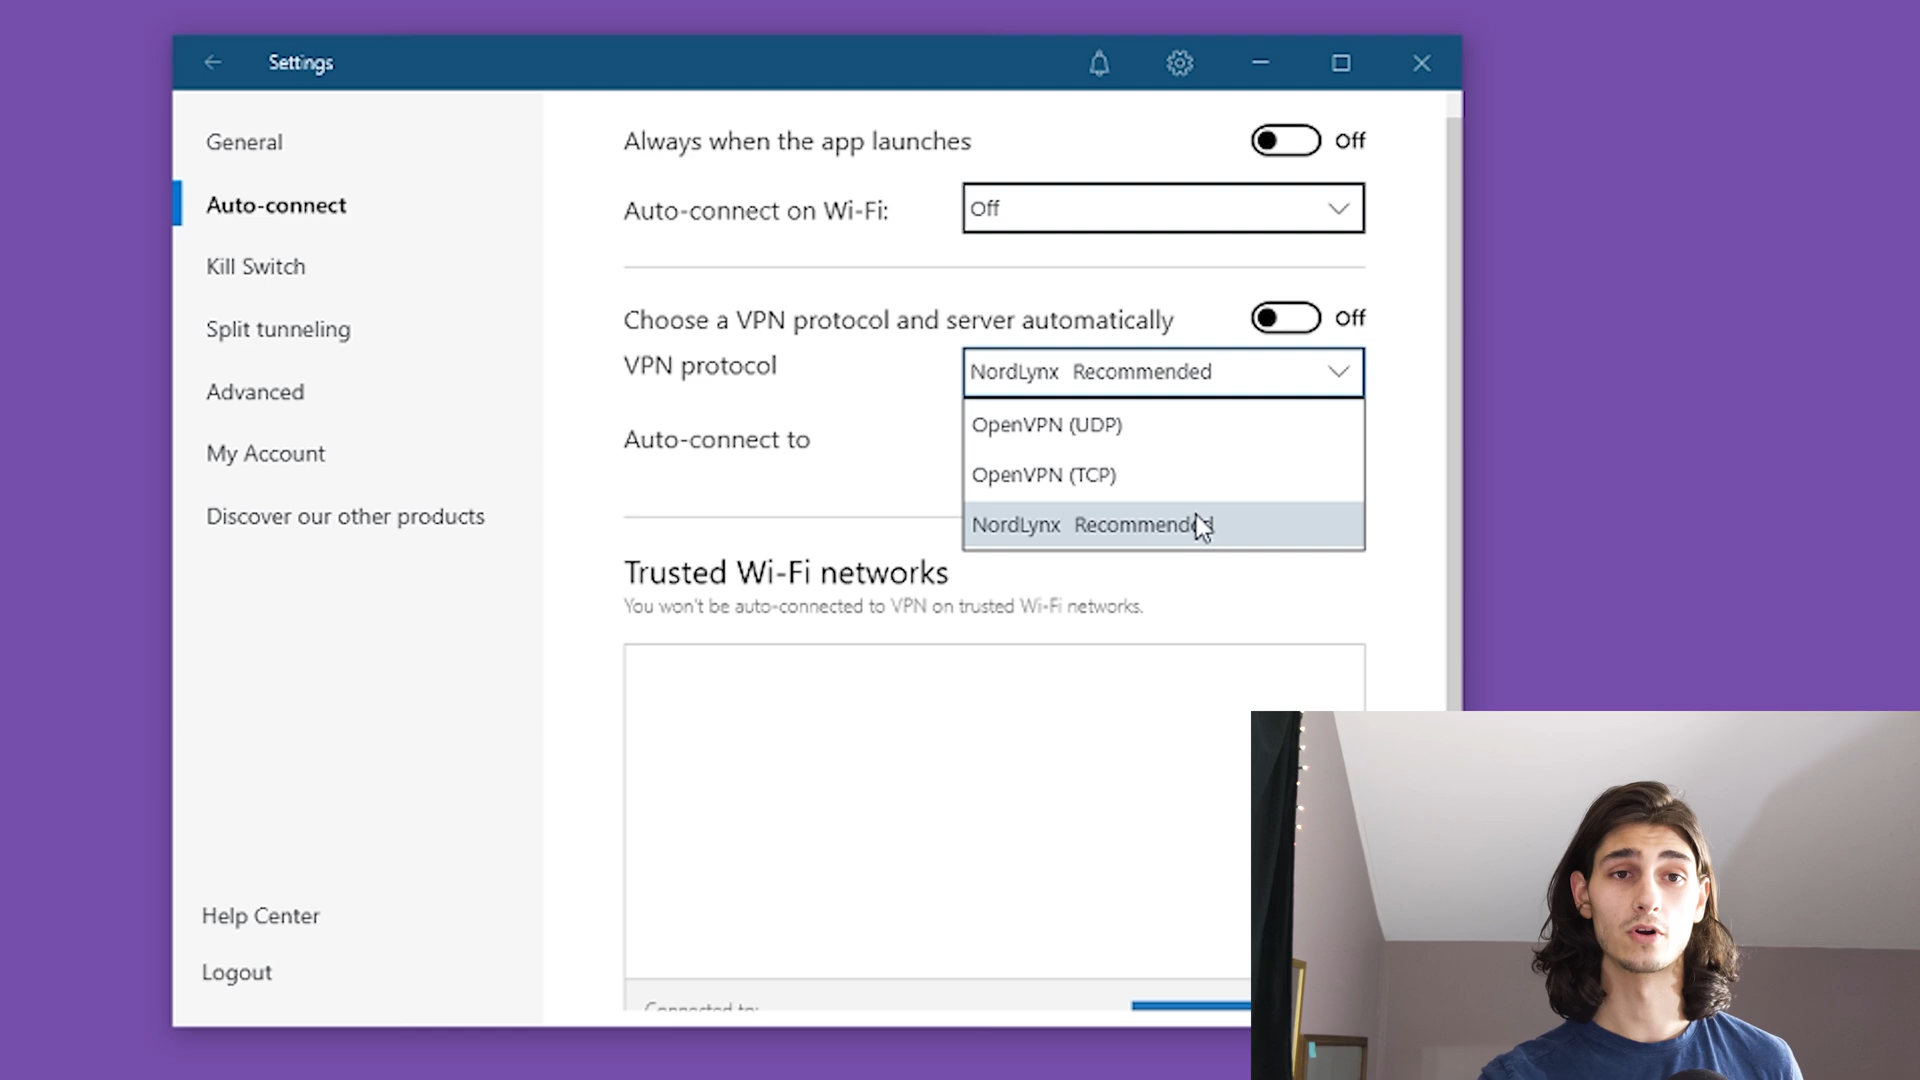 Settings
General
Auto-connect
Kill Switch
Split tunneling
Advanced
My Account
Discover our other products
Help Center
Logout
Always when the app launches
Off
Auto-connect on Wi-Fi:
Off
Choose a VPN protocol and server automatically
Off
VPN protocol
NordLynx Recommended
OpenVPN (UDP)
OpenVPN (TCP)
NordLynx Recommended
Auto-connect to
Trusted Wi-Fi networks
You won't be auto-connected to VPN on trusted Wi-Fi networks.
Connected to: